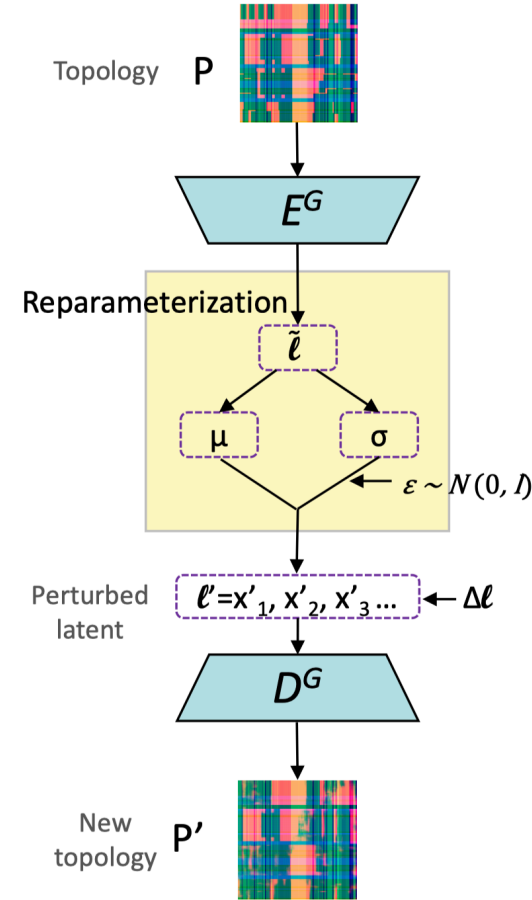 Topology P
E^G
Reparameterization
ℓ̃
μ σ
ε ~ N(0, I)
Perturbed
latent
ℓ'=x'₁, x'₂, x'₃ ... Δℓ
D^G
New
topology P'